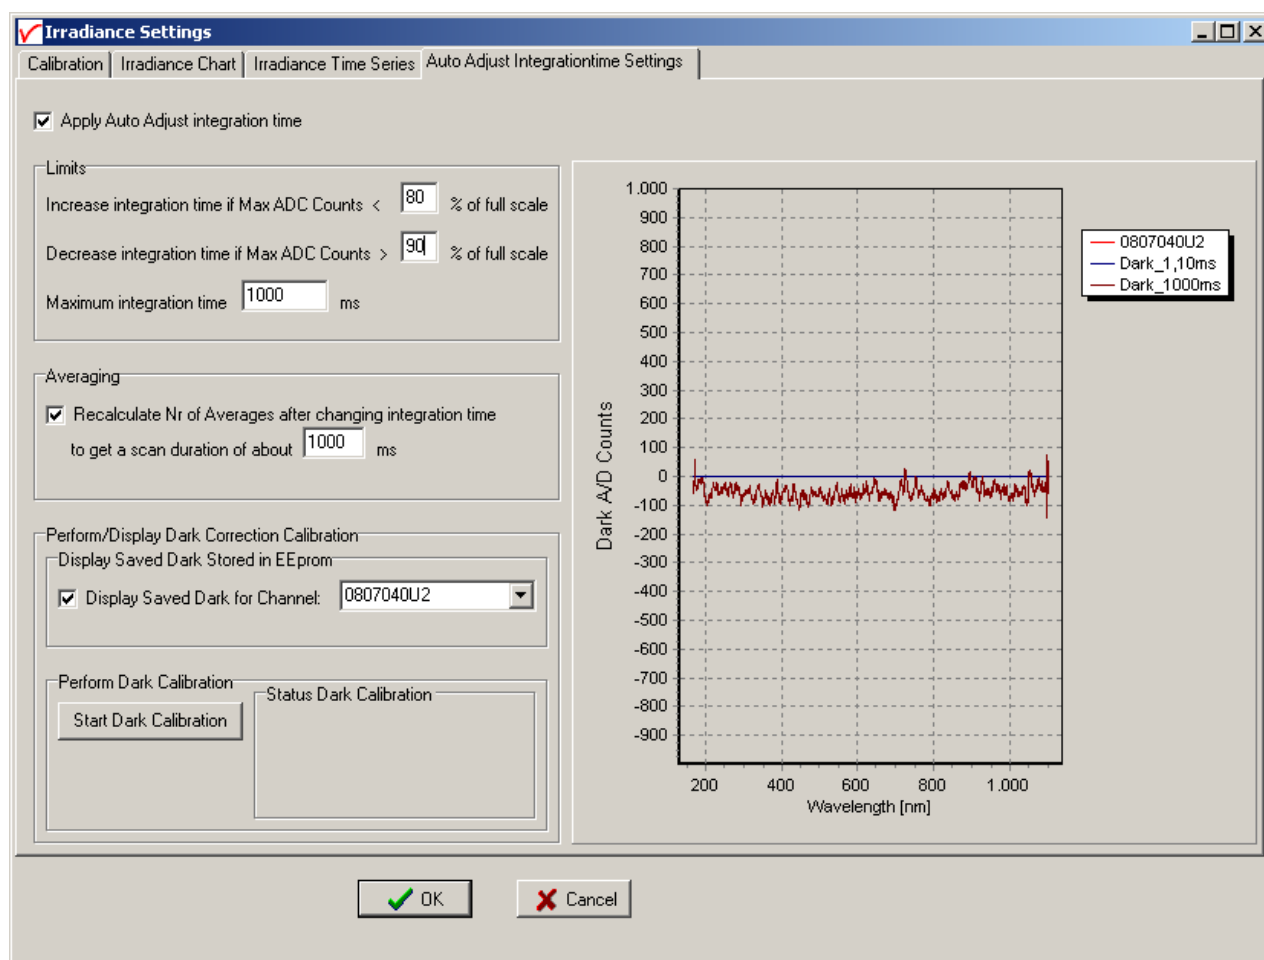 Irradiance Settings
Calibration
Irradiance Chart
Irradiance Time Series
Auto Adjust Integrationtime Settings
Apply Auto Adjust integration time
Limits
Increase integration time if Max ADC Counts < 80 % of full scale
Decrease integration time if Max ADC Counts > 90 % of full scale
Maximum integration time 1000 ms
Averaging
Recalculate Nr of Averages after changing integration time
to get a scan duration of about 1000 ms
Perform/Display Dark Correction Calibration
Display Saved Dark Stored in EEprom
Display Saved Dark for Channel: 0807040U2
Perform Dark Calibration
Start Dark Calibration
Status Dark Calibration
1.000
900
800
700
600
500
400
300
200
100
0
-100
-200
-300
-400
-500
-600
-700
-800
-900
Dark A/D Counts
200 400 600 800 1.000
Wavelength [nm]
0807040U2
Dark_1,10ms
Dark_1000ms
OK
Cancel